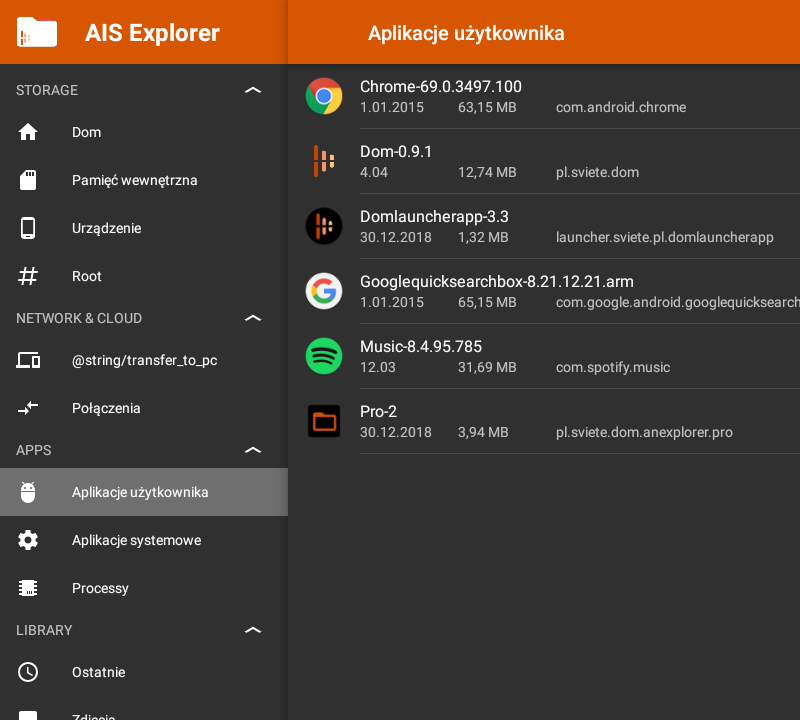 AIS Explorer
STORAGE
Dom
Pamięć wewnętrzna
Urządzenie
Root
NETWORK & CLOUD
@string/transfer_to_pc
Połączenia
APPS
Aplikacje użytkownika
Aplikacje systemowe
Processy
LIBRARY
Ostatnie
Zdjęcia
Aplikacje użytkownika
Chrome-69.0.3497.100
1.01.2015 63,15 MB com.android.chrome
Dom-0.9.1
4.04 12,74 MB pl.sviete.dom
Domlauncherapp-3.3
30.12.2018 1,32 MB launcher.sviete.pl.domlauncherapp
Googlequicksearchbox-8.21.12.21.arm
1.01.2015 65,15 MB com.google.android.googlequicksearch
Music-8.4.95.785
12.03 31,69 MB com.spotify.music
Pro-2
30.12.2018 3,94 MB pl.sviete.dom.anexplorer.pro